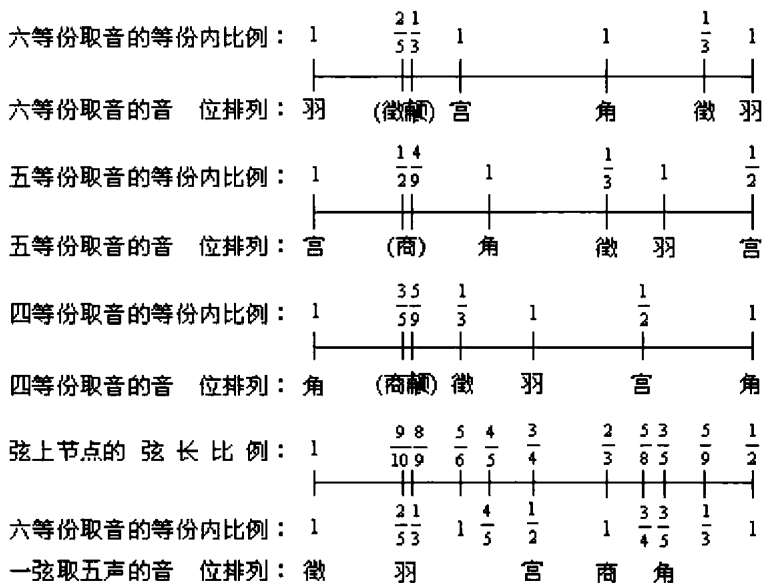 六等份取音的等份内比例： 1 2/5 1/3 1 1 1/3 1
六等份取音的音 位排列： 羽 (徵 ) 宫 角 徵 羽
五等份取音的等份内比例： 1 1/2 4/9 1 1/3 1 1/2
五等份取音的音 位排列： 宫 (商) 角 徵 羽 宫
四等份取音的等份内比例： 1 3/5 5/9 1/3 1 1/2 1
四等份取音的音 位排列： 角 (商 ) 徵 羽 宫 角
弦上节点的 弦 长 比 例： 1 9/10 8/9 5/6 4/5 3/4 2/3 5/8 3/5 5/9 1/2
六等份取音的等份内比例： 1 2/5 1/3 1 4/5 1/2 1 3/4 3/5 1/3 1
一弦取五声的音 位排列： 徵 羽 宫 商 角